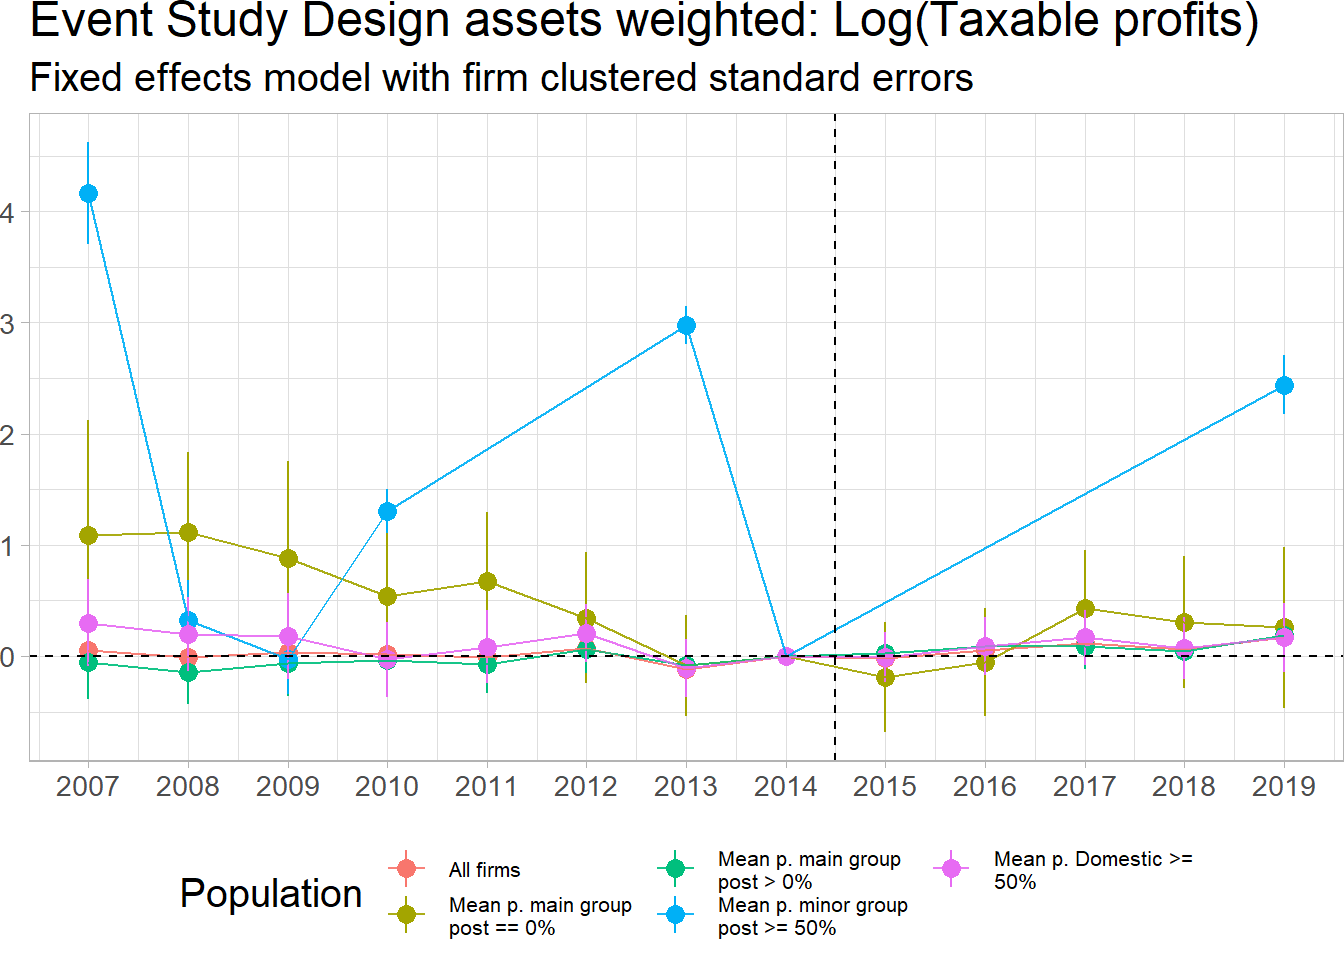 Event Study Design assets weighted: Log(Taxable profits)
Fixed effects model with firm clustered standard errors
4
3
2
1
0
2007 2008 2009 2010 2011 2012 2013 2014 2015 2016 2017 2018 2019
Population
All firms
Mean p. main group
post == 0%
Mean p. main group
post > 0%
Mean p. minor group
post >= 50%
Mean p. Domestic >=
50%